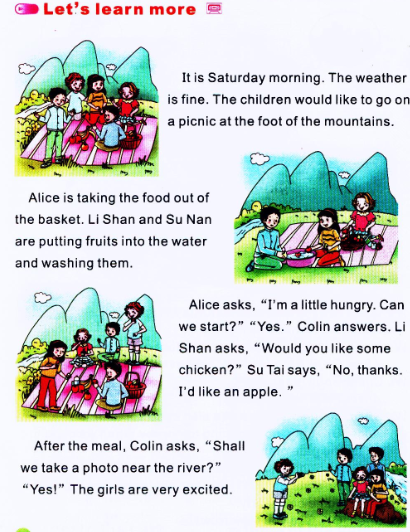 Let's learn more
It is Saturday morning. The weather
is fine. The children would like to go on
a picnic at the foot of the mountains.
Alice is taking the food out of
the basket. Li Shan and Su Nan
are putting fruits into the water
and washing them.
Alice asks, “I'm a little hungry. Can
we start?” “Yes.” Colin answers. Li
Shan asks, “Would you like some
chicken?” Su Tai says, “No, thanks.
I'd like an apple. ”
After the meal, Colin asks, “Shall
we take a photo near the river?”
“Yes!” The girls are very excited.